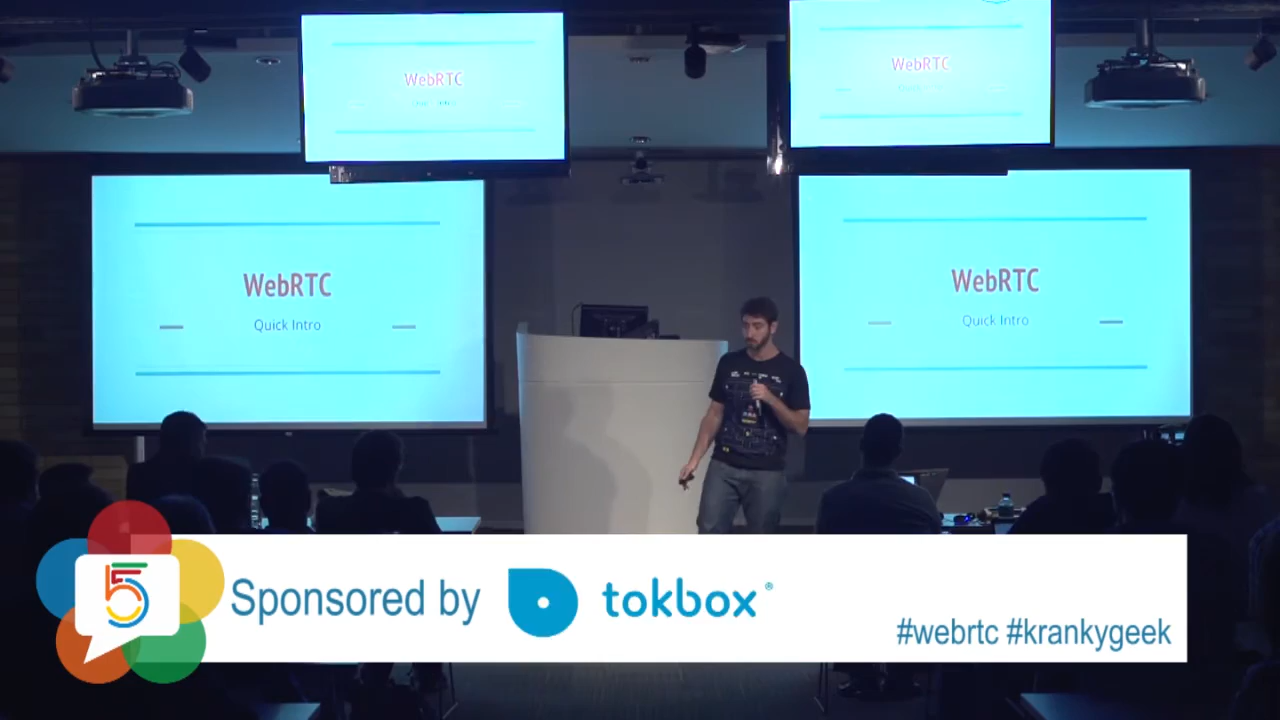 WebRTC
WebRTC
WebRTC
Quick Intro
WebRTC
Quick Intro
5
Sponsored by tokbox®
#webrtc #krankygeek